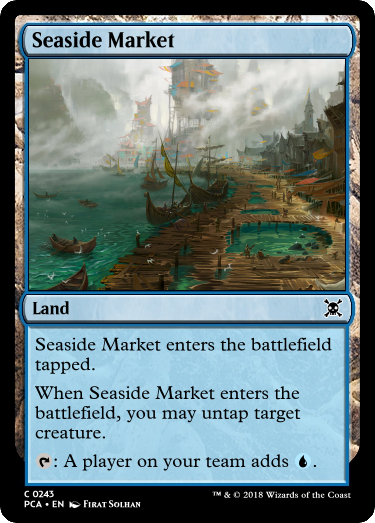 Seaside Market
Land
Seaside Market enters the battlefield
tapped.
When Seaside Market enters the
battlefield, you may untap target
creature.
: A player on your team adds .
C 0243
PCA • EN Firat Solhan
™ & © 2018 Wizards of the Coast